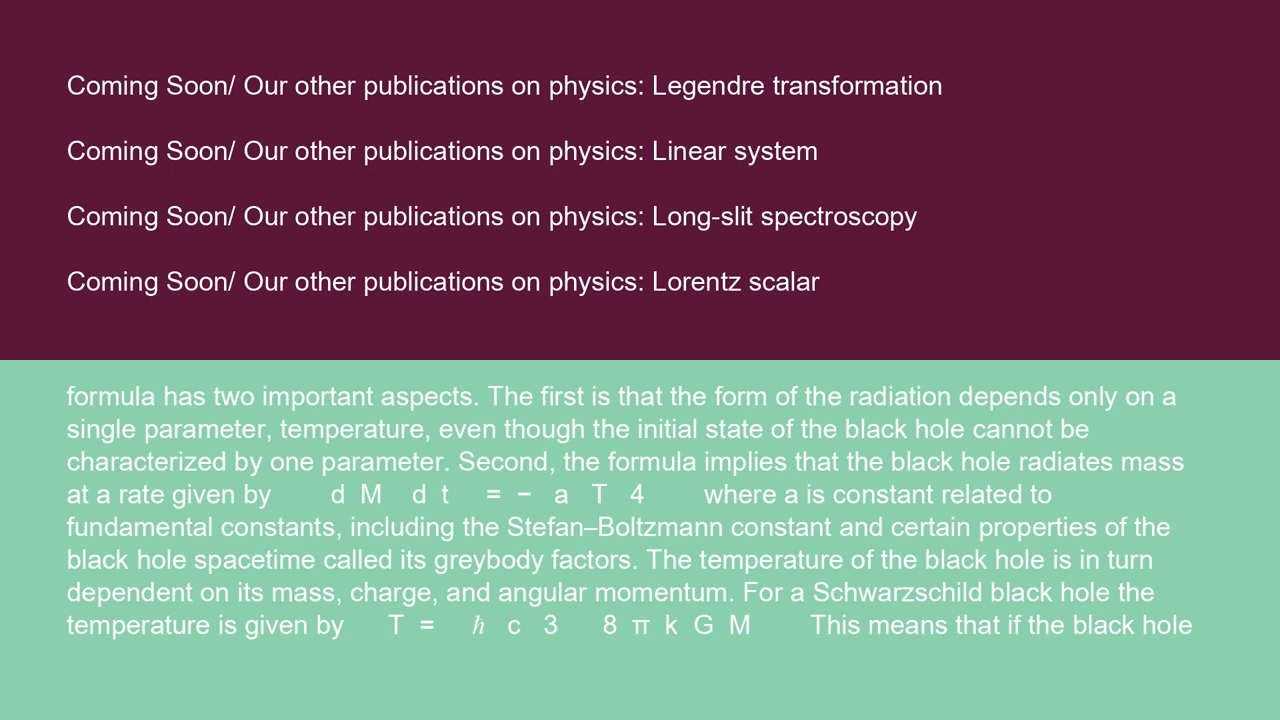 Coming Soon/ Our other publications on physics: Legendre transformation
Coming Soon/ Our other publications on physics: Linear system
Coming Soon/ Our other publications on physics: Long-slit spectroscopy
Coming Soon/ Our other publications on physics: Lorentz scalar
formula has two important aspects. The first is that the form of the radiation depends only on a
single parameter, temperature, even though the initial state of the black hole cannot be
characterized by one parameter. Second, the formula implies that the black hole radiates mass
at a rate given by d M d t = − a T 4 where a is constant related to
fundamental constants, including the Stefan–Boltzmann constant and certain properties of the
black hole spacetime called its greybody factors. The temperature of the black hole is in turn
dependent on its mass, charge, and angular momentum. For a Schwarzschild black hole the
temperature is given by T = ℏ c 3 8 π k G M This means that if the black hole